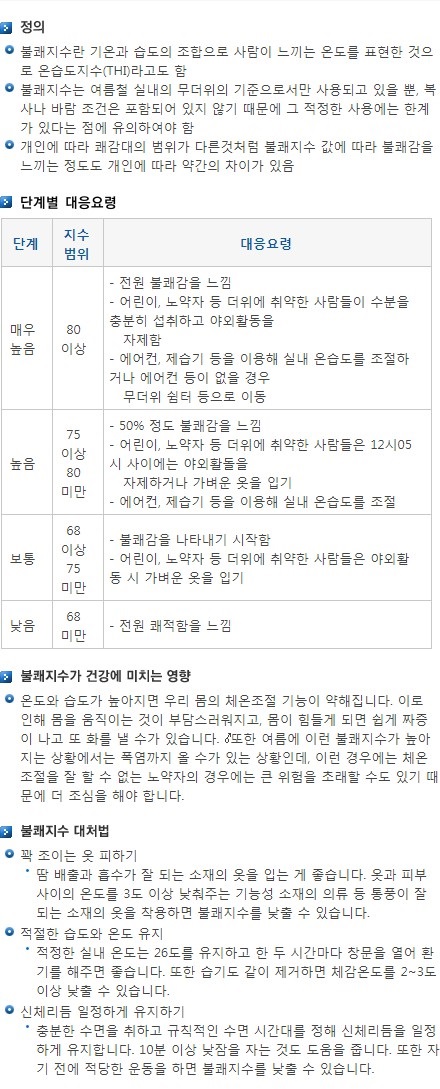 정의
불쾌지수란 기온과 습도의 조합으로 사람이 느끼는 온도를 표현한 것으
로 온습도지수(THI)라고도 함
불쾌지수는 여름철 실내의 무더위의 기준으로서만 사용되고 있을 뿐, 복
사나 바람 조건은 포함되어 있지 않기 때문에 그 적정한 사용에는 한계
가 있다는 점에 유의하여야 함
개인에 따라 쾌감대의 범위가 다른것처럼 불쾌지수 값에 따라 불쾌감을
느끼는 정도도 개인에 따라 약간의 차이가 있음
단계별 대응요령
단계
지수
범위
대응요령
매우
높음
80
이상
- 전원 불쾌감을 느낌
- 어린이, 노약자 등 더위에 취약한 사람들이 수분을
충분히 섭취하고 야외활동을
자제함
- 에어컨, 제습기 등을 이용해 실내 온습도를 조절하
거나 에어컨 등이 없을 경우
무더위 쉼터 등으로 이동
높음
75
이상
80
미만
- 50% 정도 불쾌감을 느낌
- 어린이, 노약자 등 더위에 취약한 사람들은 12시05
시 사이에는 야외활돌을
자제하거나 가벼운 옷을 입기
- 에어컨, 제습기 등을 이용해 실내 온습도를 조절
보통
68
이상
75
미만
- 불쾌감을 나타내기 시작함
- 어린이, 노약자 등 더위에 취약한 사람들은 야외활
동 시 가벼운 옷을 입기
낮음
68
미만
- 전원 쾌적함을 느낌
불쾌지수가 건강에 미치는 영향
온도와 습도가 높아지면 우리 몸의 체온조절 기능이 약해집니다. 이로
인해 몸을 움직이는 것이 부담스러워지고, 몸이 힘들게 되면 쉽게 짜증
이 나고 또 화를 낼 수가 있습니다. ♂또한 여름에 이런 불쾌지수가 높아
지는 상황에서는 폭염까지 올 수가 있는 상황인데, 이런 경우에는 체온
조절을 잘 할 수 없는 노약자의 경우에는 큰 위험을 초래할 수도 있기 때
문에 더 조심을 해야 합니다.
불쾌지수 대처법
꽉 조이는 옷 피하기
땀 배출과 흡수가 잘 되는 소재의 옷을 입는 게 좋습니다. 옷과 피부
사이의 온도를 3도 이상 낮춰주는 기능성 소재의 의류 등 통풍이 잘
되는 소재의 옷을 착용하면 불쾌지수를 낮출 수 있습니다.
적절한 습도와 온도 유지
적정한 실내 온도는 26도를 유지하고 한 두 시간마다 창문을 열어 환
기를 해주면 좋습니다. 또한 습기도 같이 제거하면 체감온도를 2~3도
이상 낮출 수 있습니다.
신체리듬 일정하게 유지하기
충분한 수면을 취하고 규칙적인 수면 시간대를 정해 신체리듬을 일정
하게 유지합니다. 10분 이상 낮잠을 자는 것도 도움을 줍니다. 또한 자
기 전에 적당한 운동을 하면 불쾌지수를 낮출 수 있습니다.